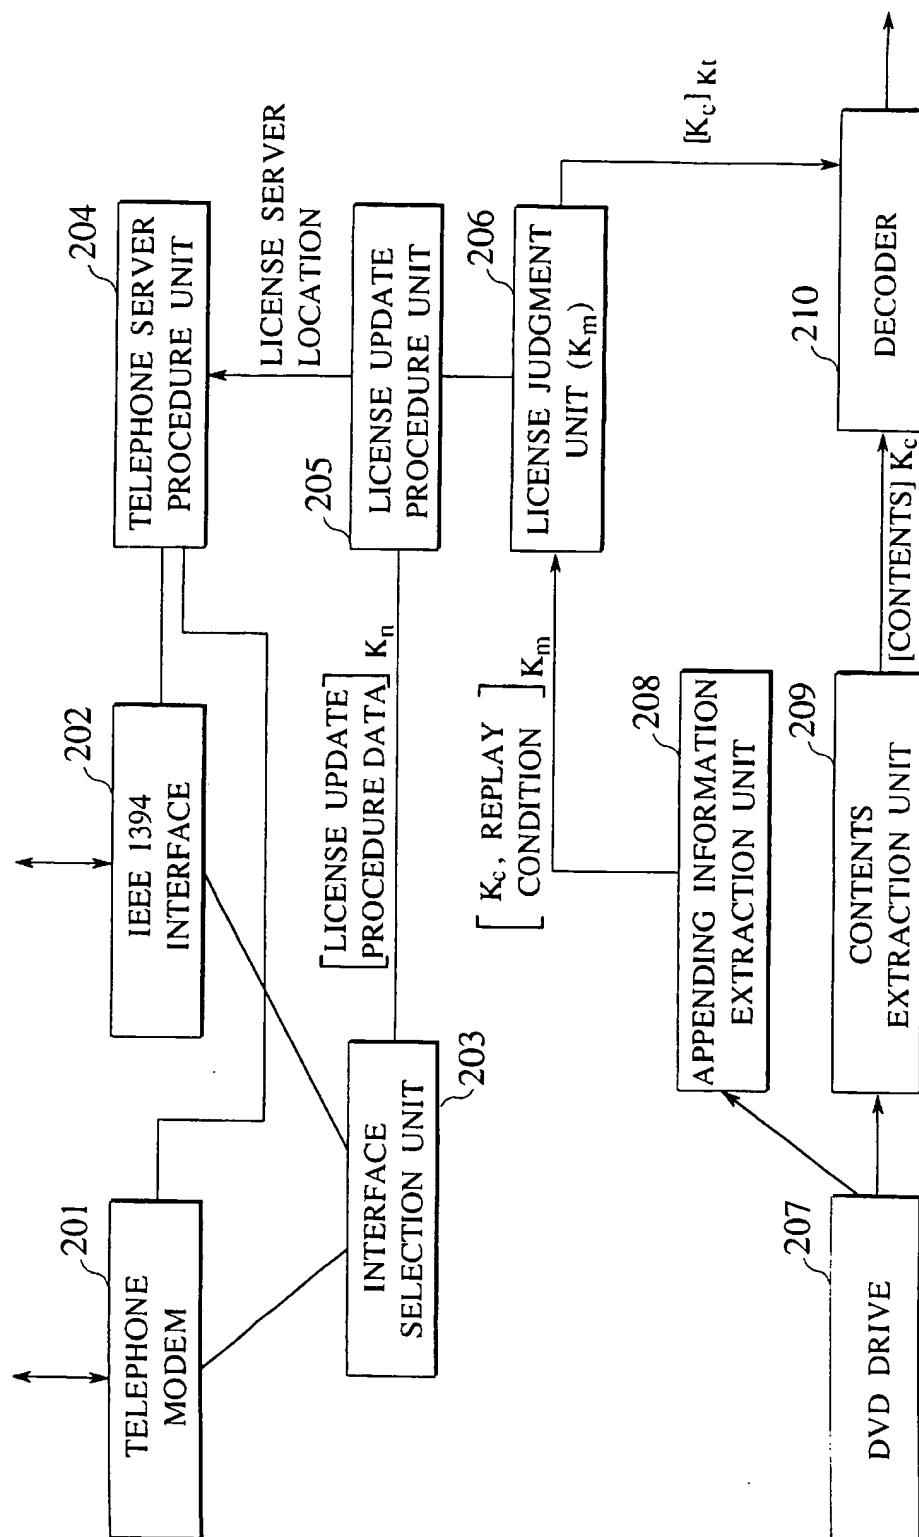 201
TELEPHONE
MODEM
202
IEEE 1394
INTERFACE
204
TELEPHONE SERVER
PROCEDURE UNIT
LICENSE SERVER
LOCATION
INTERFACE
SELECTION UNIT
203
[LICENSE UPDATE
PROCEDURE DATA] Kn
205
LICENSE UPDATE
PROCEDURE UNIT
206
LICENSE JUDGMENT
UNIT (Km)
[Kc, REPLAY
CONDITION] Km
[Kc] Kt
208
APPENDING INFORMATION
EXTRACTION UNIT
207
DVD DRIVE
209
CONTENTS
EXTRACTION UNIT
[CONTENTS] Kc
210
DECODER